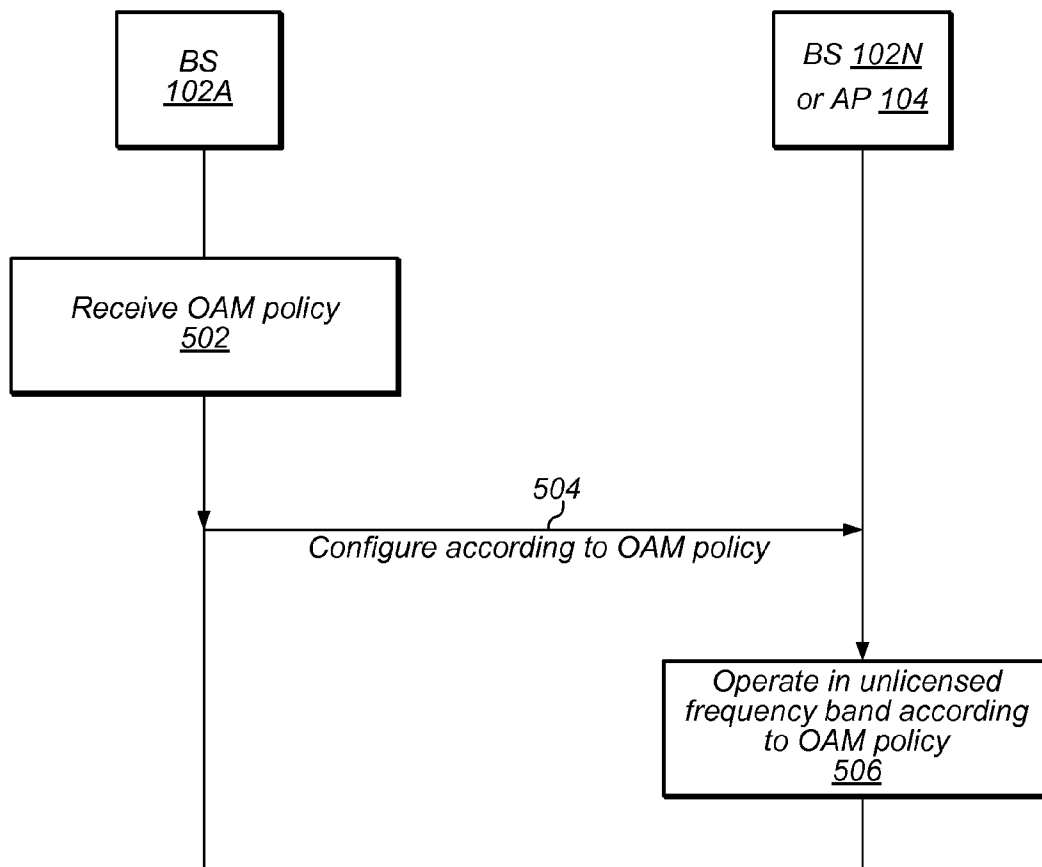 BS
102A
BS 102N
or AP 104
Receive OAM policy
502
504
Configure according to OAM policy
Operate in unlicensed
frequency band according
to OAM policy
506